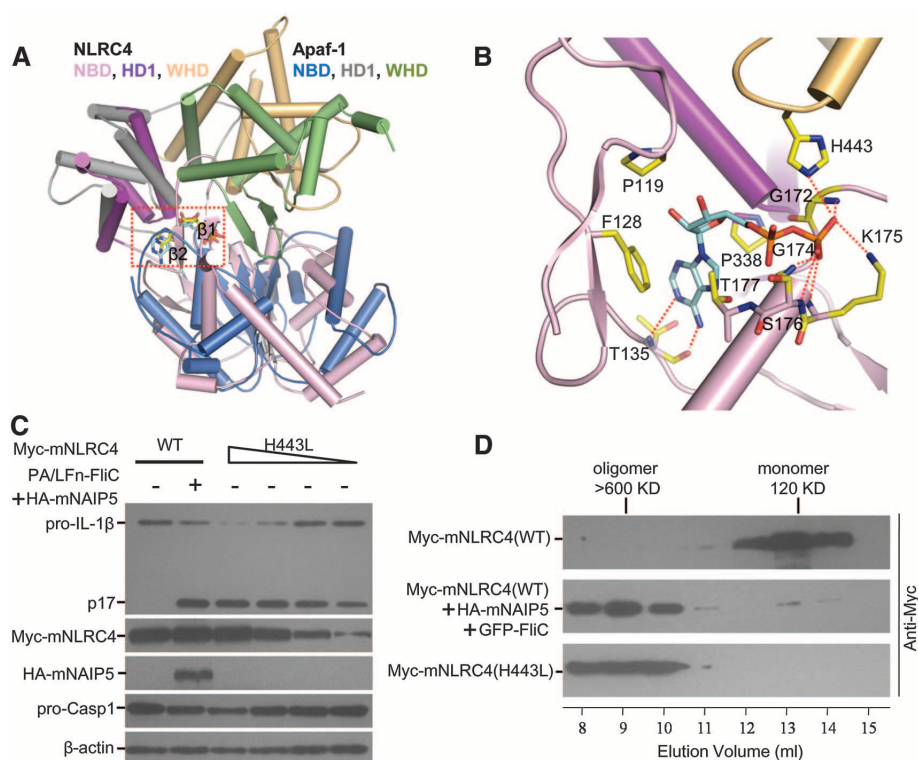 A
NLRC4
NBD, HD1, WHD
Apaf-1
NBD, HD1, WHD
β1
β2
B
H443
P119
G172
F128
K175
P338
G174
T177
S176
T135
C
Myc-mNLRC4
WT
H443L
PA/LFn-FliC
+HA-mNAIP5
- + - - - -
pro-IL-1β
p17
Myc-mNLRC4
HA-mNAIP5
pro-Casp1
β-actin
D
oligomer
>600 KD
monomer
120 KD
Myc-mNLRC4(WT)
Myc-mNLRC4(WT)
+HA-mNAIP5
+GFP-FliC
Myc-mNLRC4(H443L)
Anti-Myc
8 9 10 11 12 13 14 15
Elution Volume (ml)